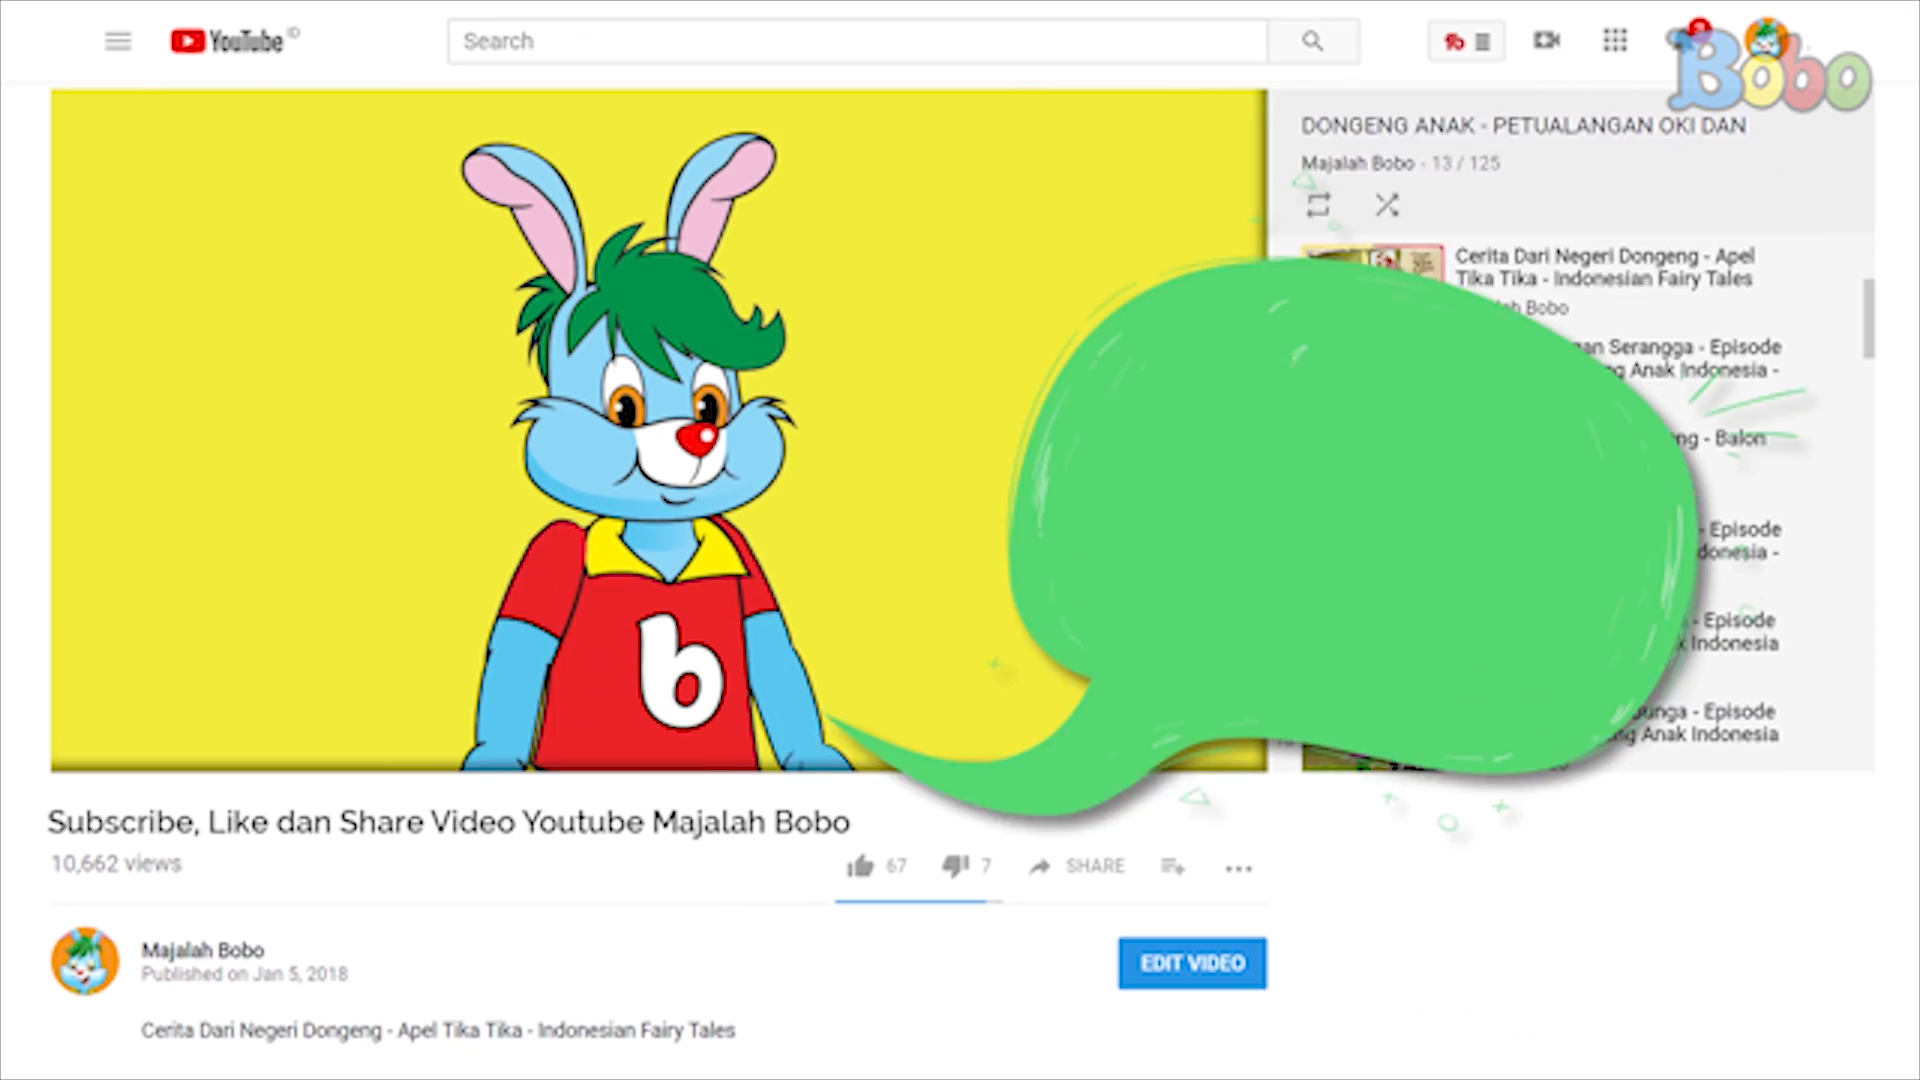 YouTube ID
Search
Bobo
DONGENG ANAK - PETUALANGAN OKI DAN
Majalah Bobo - 13 / 125
Cerita Dari Negeri Dongeng - Apel
Tika Tika - Indonesian Fairy Tales
Bobo
Serangga - Episode
Anak Indonesia -
- Balon
- Episode
- Episode
Indonesia
- Episode
Anak Indonesia
b
Subscribe, Like dan Share Video Youtube Majalah Bobo
10,662 views
67
7
SHARE
Majalah Bobo
Published on Jan 5, 2018
EDIT VIDEO
Cerita Dari Negeri Dongeng - Apel Tika Tika - Indonesian Fairy Tales